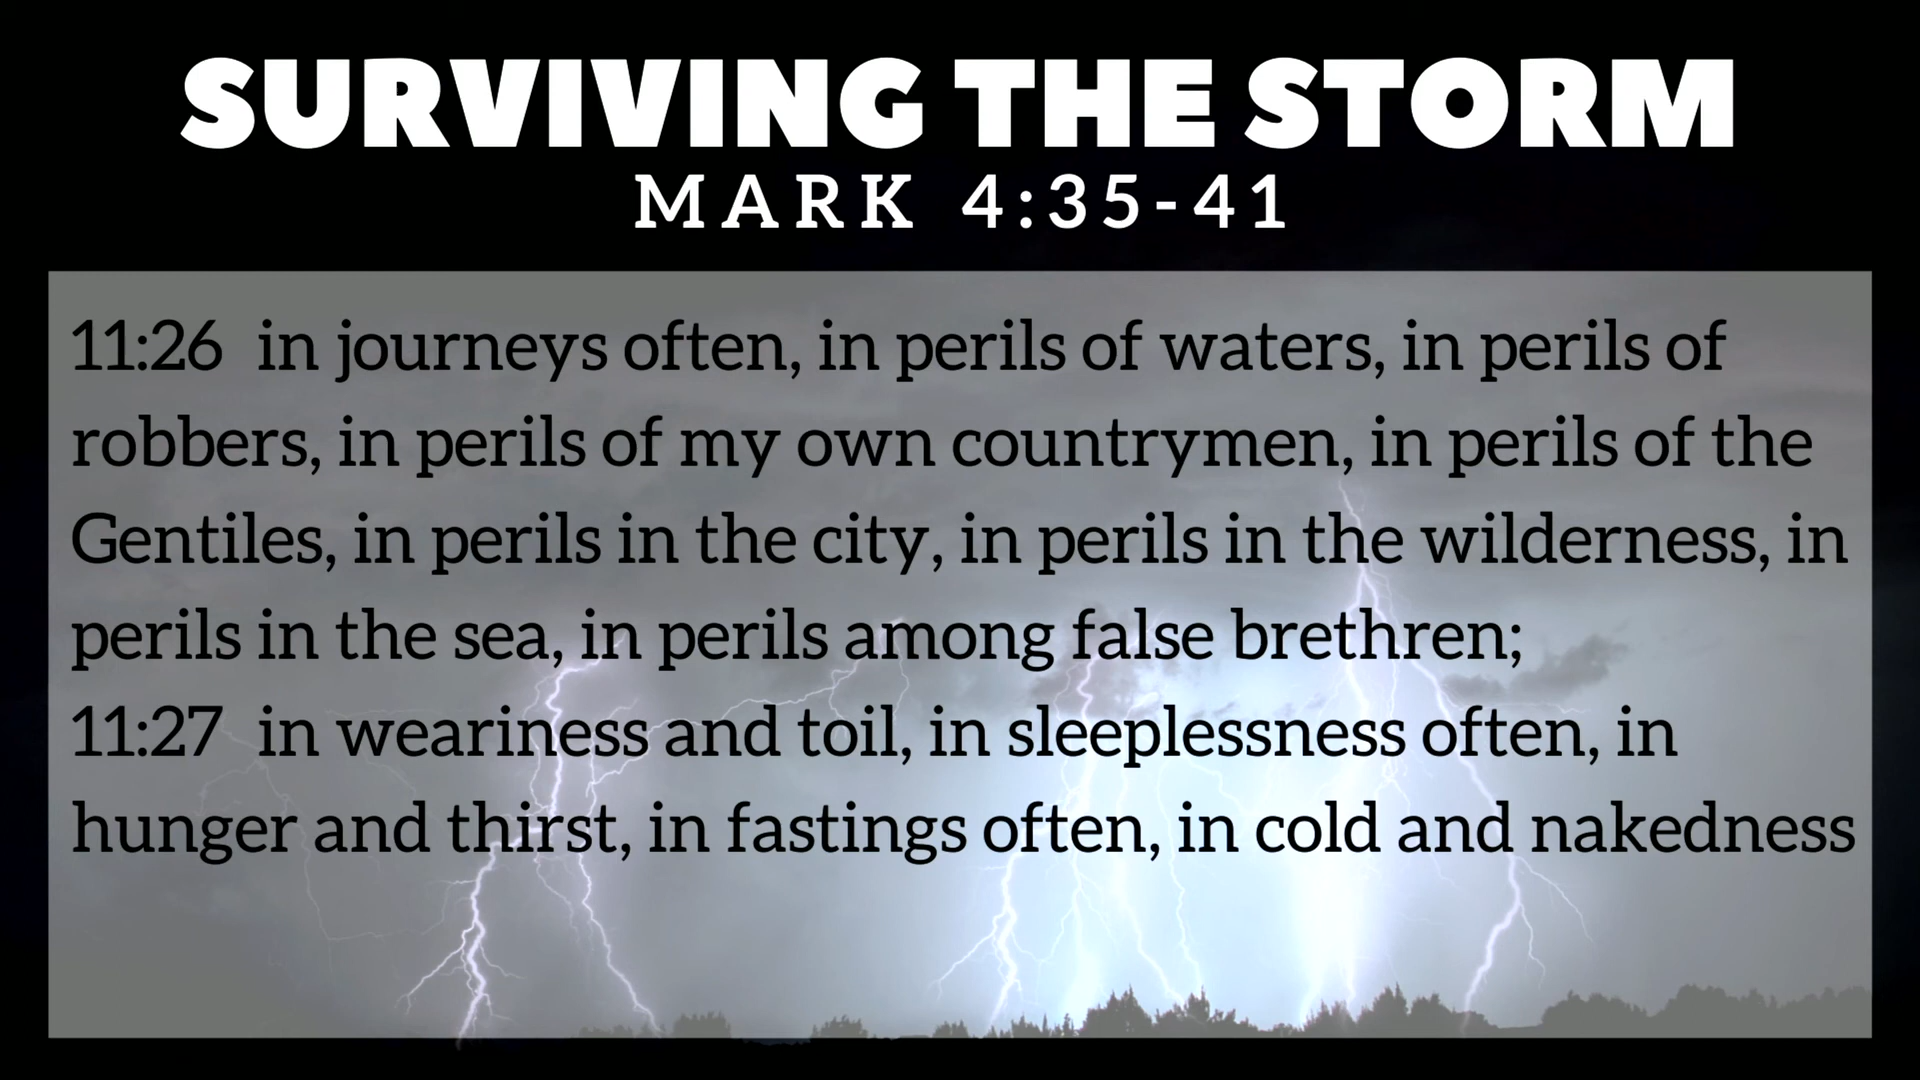 SURVIVING THE STORM
MARK 4:35-41
11:26 in journeys often, in perils of waters, in perils of
robbers, in perils of my own countrymen, in perils of the
Gentiles, in perils in the city, in perils in the wilderness, in
perils in the sea, in perils among false brethren;
11:27 in weariness and toil, in sleeplessness often, in
hunger and thirst, in fastings often, in cold and nakedness